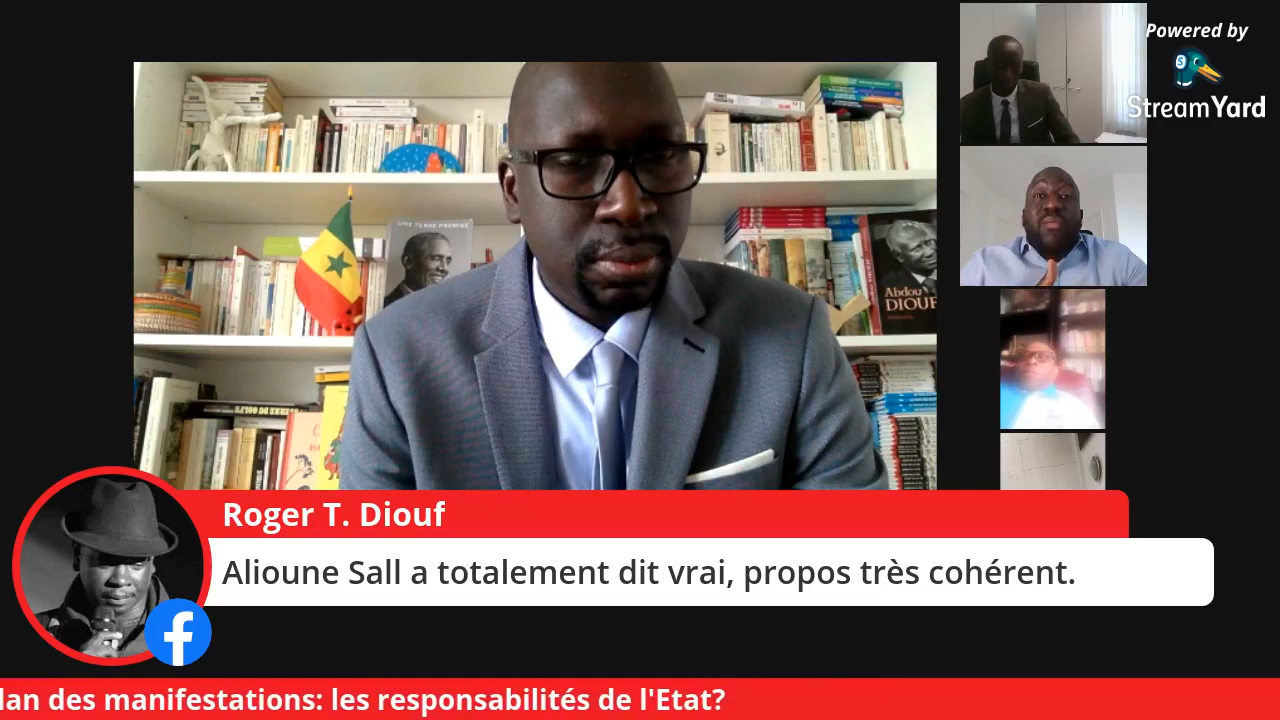 Powered by
StreamYard
UNE TERRE PROMISE
Abdou
DIOUF
Roger T. Diouf
Alioune Sall a totalement dit vrai, propos très cohérent.
lan des manifestations: les responsabilités de l'Etat?